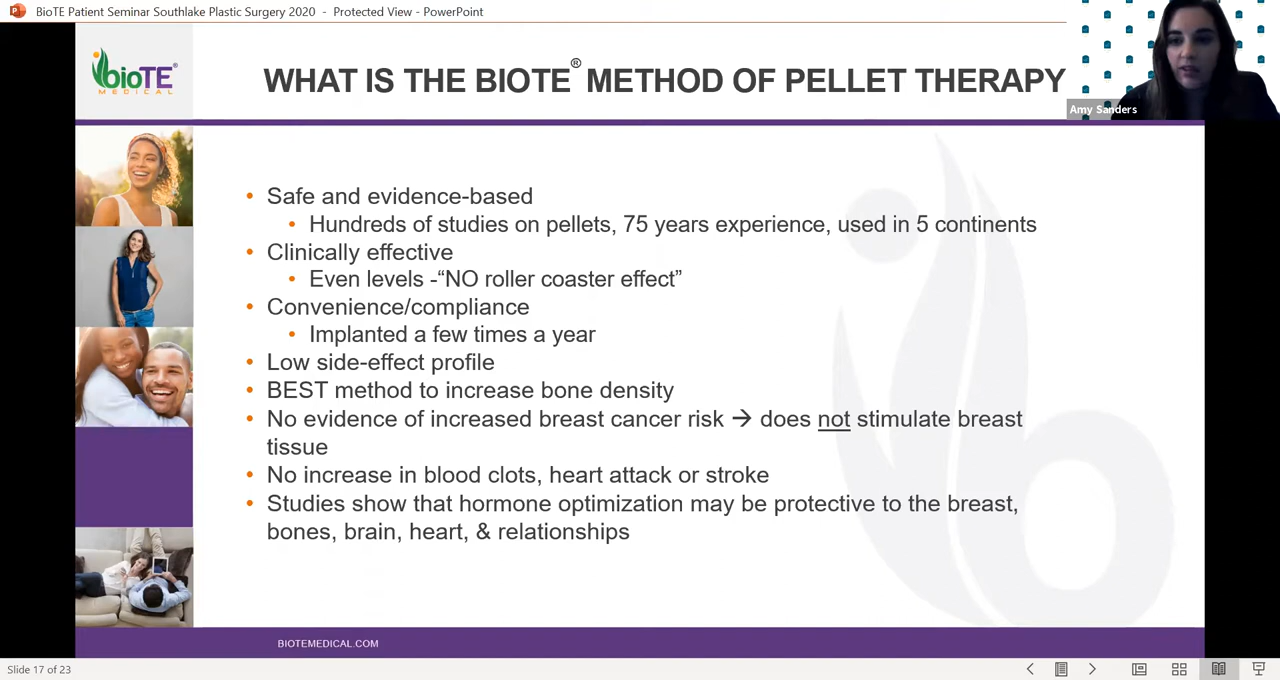 BioTE Patient Seminar Southlake Plastic Surgery 2020 - Protected View - PowerPoint
bioTE®
MEDICAL
WHAT IS THE BIOTE® METHOD OF PELLET THERAPY
Amy Sanders
• Safe and evidence-based
• Hundreds of studies on pellets, 75 years experience, used in 5 continents
• Clinically effective
• Even levels -“NO roller coaster effect”
• Convenience/compliance
• Implanted a few times a year
• Low side-effect profile
• BEST method to increase bone density
• No evidence of increased breast cancer risk → does not stimulate breast
tissue
• No increase in blood clots, heart attack or stroke
• Studies show that hormone optimization may be protective to the breast,
bones, brain, heart, & relationships
BIOTEMEDICAL.COM
Slide 17 of 23